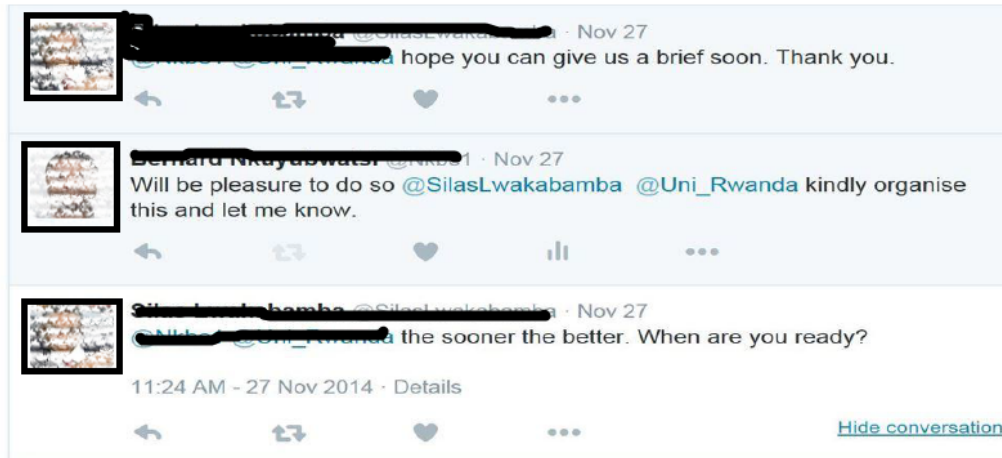 · Nov 27
hope you can give us a brief soon. Thank you.
· Nov 27
Will be pleasure to do so @SilasLwakabamba @Uni_Rwanda kindly organise
this and let me know.
· Nov 27
the sooner the better. When are you ready?
11:24 AM - 27 Nov 2014 · Details
Hide conversation